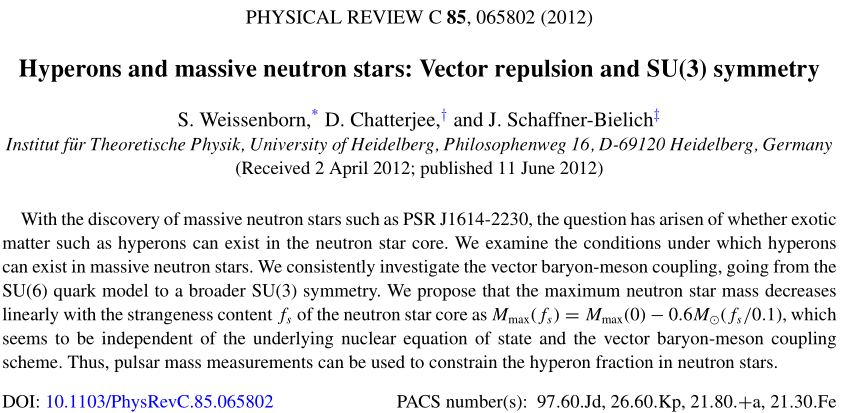 PHYSICAL REVIEW C 85, 065802 (2012)
Hyperons and massive neutron stars: Vector repulsion and SU(3) symmetry
S. Weissenborn,* D. Chatterjee,† and J. Schaffner-Bielich‡
Institut für Theoretische Physik, University of Heidelberg, Philosophenweg 16, D-69120 Heidelberg, Germany
(Received 2 April 2012; published 11 June 2012)
With the discovery of massive neutron stars such as PSR J1614-2230, the question has arisen of whether exotic
matter such as hyperons can exist in the neutron star core. We examine the conditions under which hyperons
can exist in massive neutron stars. We consistently investigate the vector baryon-meson coupling, going from the
SU(6) quark model to a broader SU(3) symmetry. We propose that the maximum neutron star mass decreases
linearly with the strangeness content fs of the neutron star core as Mmax(fs) = Mmax(0) − 0.6M⊙(fs/0.1), which
seems to be independent of the underlying nuclear equation of state and the vector baryon-meson coupling
scheme. Thus, pulsar mass measurements can be used to constrain the hyperon fraction in neutron stars.
DOI: 10.1103/PhysRevC.85.065802 PACS number(s): 97.60.Jd, 26.60.Kp, 21.80.+a, 21.30.Fe